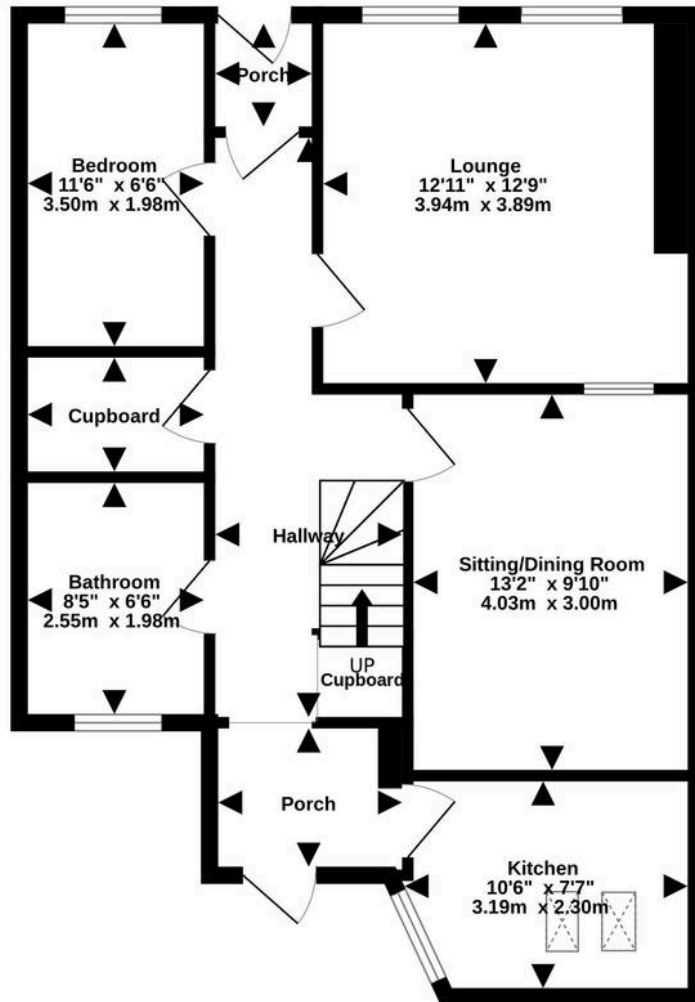 Porch
Bedroom
11'6" x 6'6"
3.50m x 1.98m
Lounge
12'11" x 12'9"
3.94m x 3.89m
Cupboard
Hallway
Bathroom
8'5" x 6'6"
2.55m x 1.98m
Sitting/Dining Room
13'2" x 9'10"
4.03m x 3.00m
UP
Cupboard
Porch
Kitchen
10'6" x 7'7"
3.19m x 2.30m